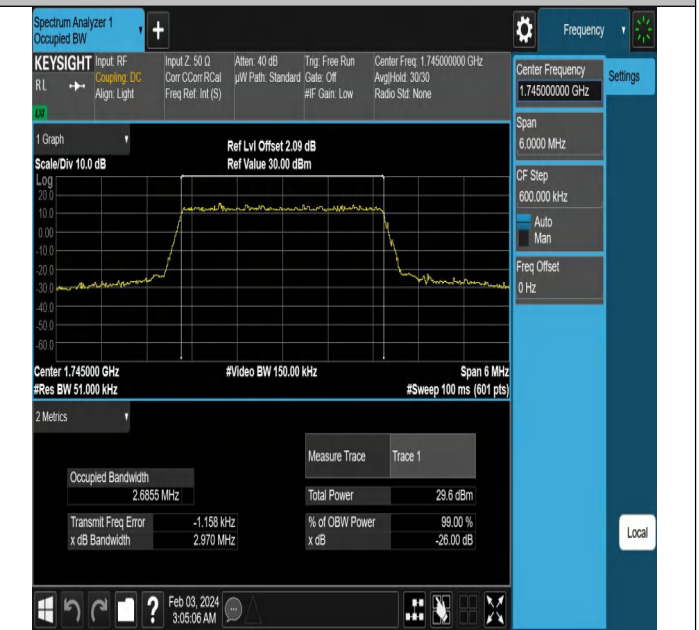 Spectrum Analyzer 1
Occupied BW
Frequency
KEYSIGHT
RL
Input: RF
Coupling: DC
Align: Light
Input Z: 50 Ω
Corr CCorr RCal
Freq Ref: Int (S)
Atten: 40 dB
µW Path: Standard
Trig: Free Run
Gate: Off
#IF Gain: Low
Center Freq: 1.745000000 GHz
Avg|Hold: 30/30
Radio Std: None
Center Frequency
1.745000000 GHz
Settings
Span
6.0000 MHz
CF Step
600.000 kHz
Auto
Man
Freq Offset
0 Hz
1 Graph
Scale/Div 10.0 dB
Ref Lvl Offset 2.09 dB
Ref Value 30.00 dBm
Log
20.0
10.0
0.00
-10.0
-20.0
-30.0
-40.0
-50.0
-60.0
Center 1.745000 GHz
#Res BW 51.000 kHz
#Video BW 150.00 kHz
Span 6 MHz
#Sweep 100 ms (601 pts)
2 Metrics
Measure Trace
Trace 1
Occupied Bandwidth
2.6855 MHz
Total Power
29.6 dBm
Transmit Freq Error
-1.158 kHz
% of OBW Power
99.00 %
x dB Bandwidth
2.970 MHz
x dB
-26.00 dB
Local
?
Feb 03, 2024
3:05:06 AM